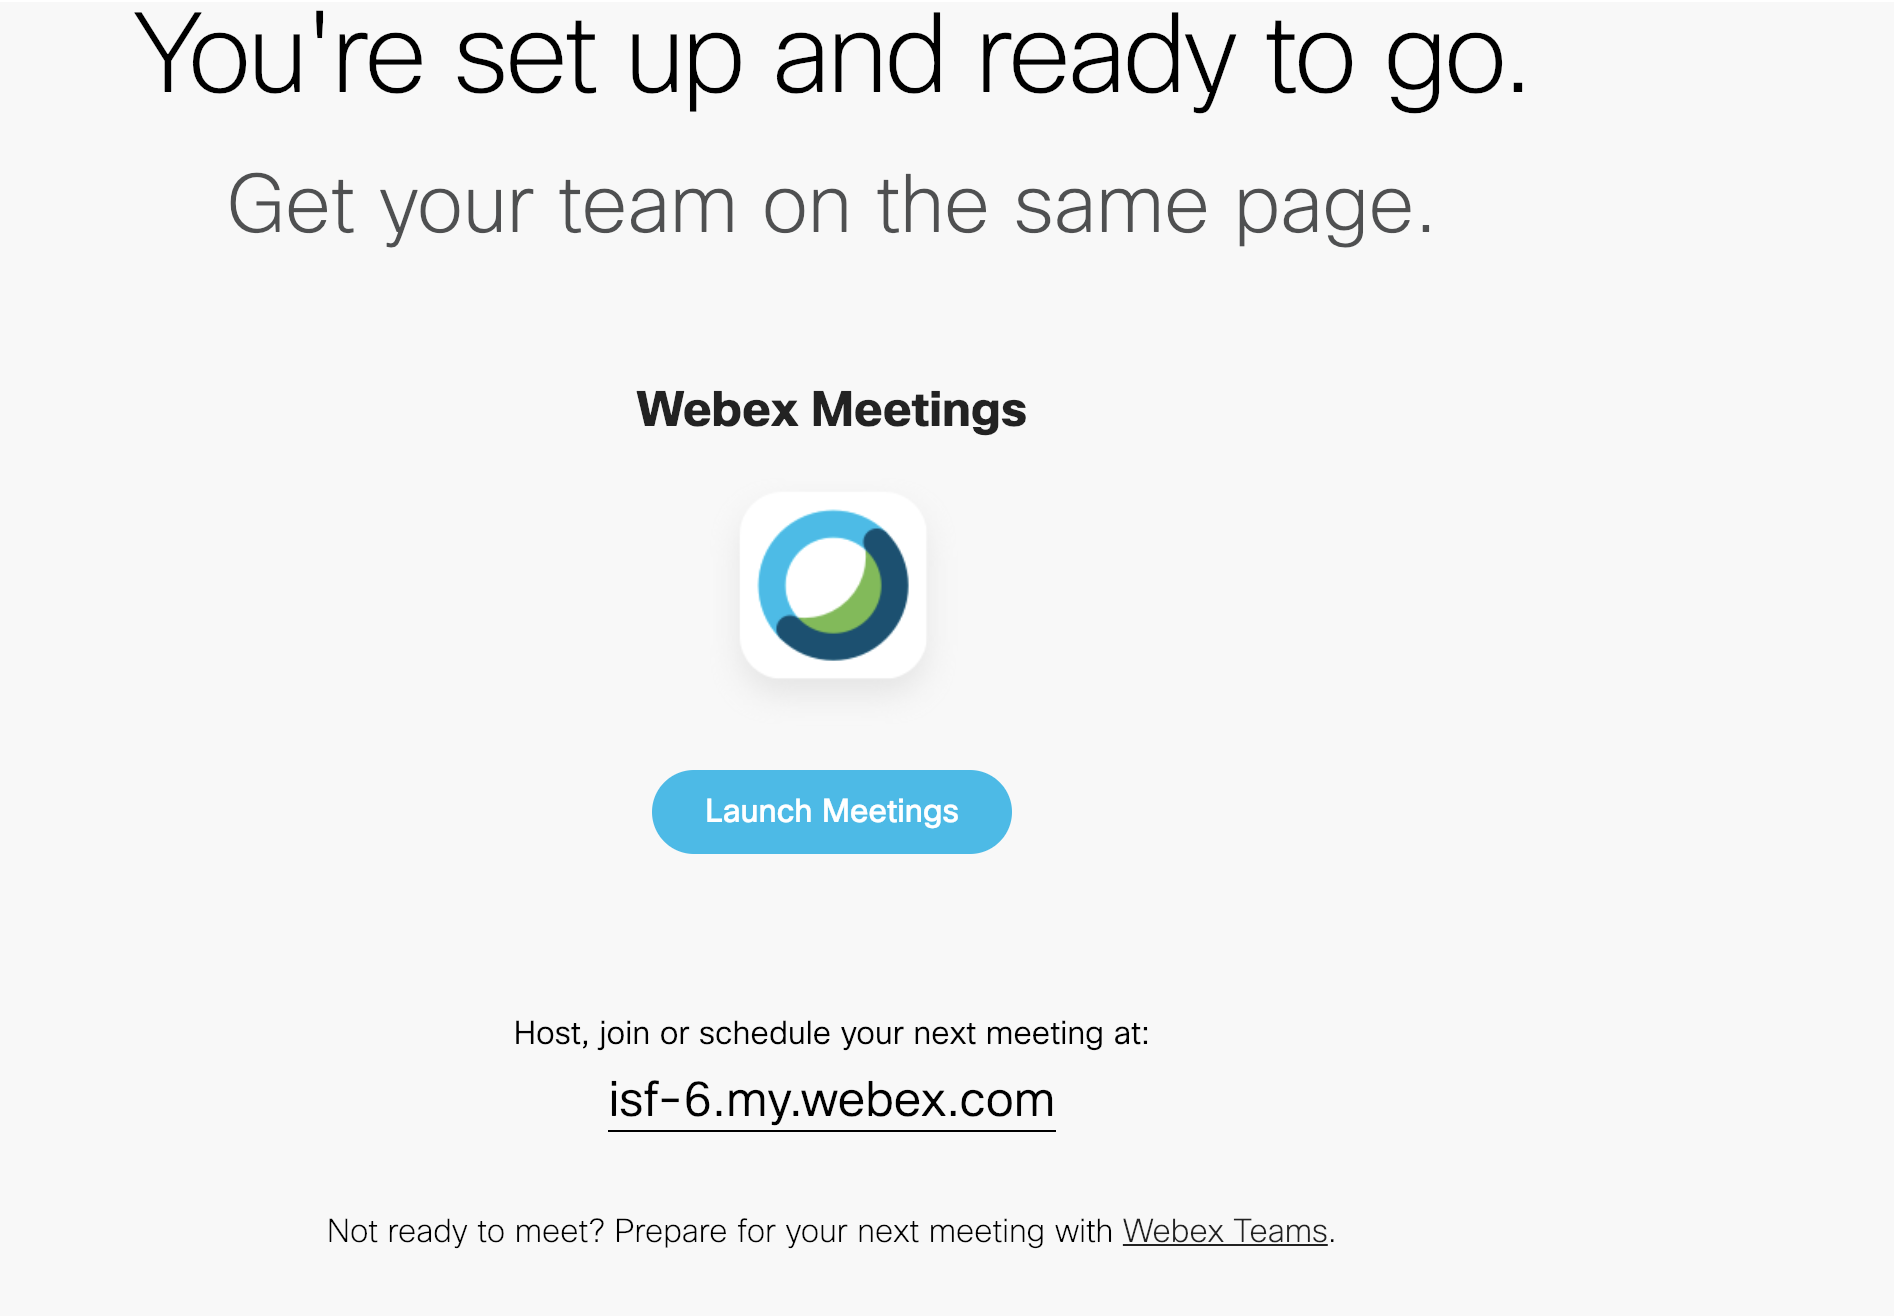 You're set up and ready to go.
Get your team on the same page.
Webex Meetings
Launch Meetings
Host, join or schedule your next meeting at:
isf-6.my.webex.com
Not ready to meet? Prepare for your next meeting with Webex Teams.